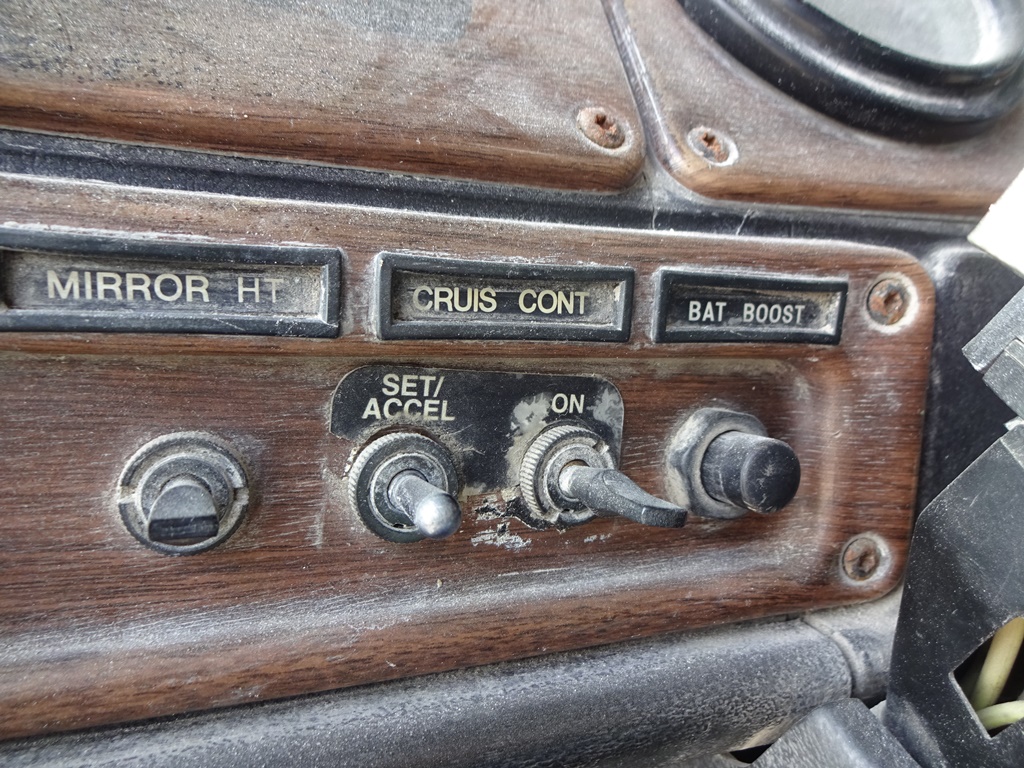 MIRROR HT
CRUIS CONT
BAT BOOST
SET/
ACCEL
ON